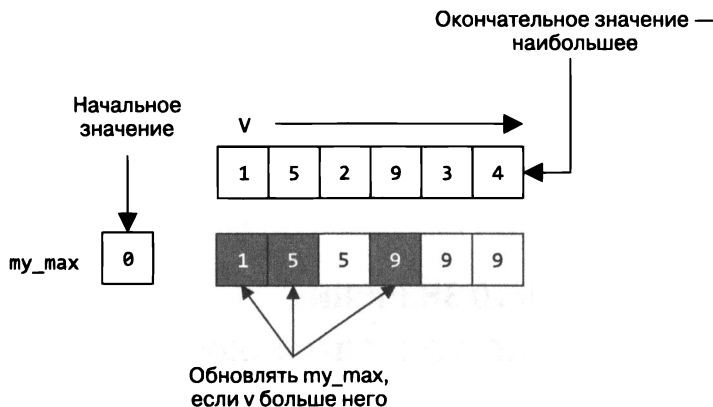 Окончательное значение —
наибольшее
Начальное
значение
v
1 5 2 9 3 4
my_max 0 1 5 5 9 9 9
Обновлять my_max,
если v больше него